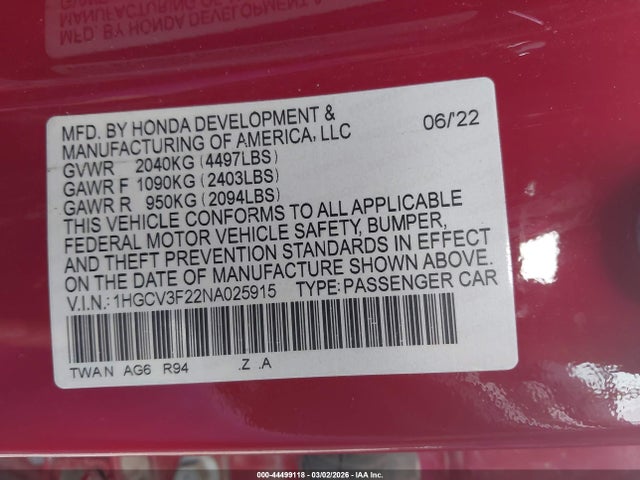 MFD. BY HONDA DEVELOPMENT &
MANUFACTURING OF AMERICA, LLC 06/'22
GVWR 2040KG (4497LBS)
GAWR F 1090KG (2403LBS)
GAWR R 950KG (2094LBS)
THIS VEHICLE CONFORMS TO ALL APPLICABLE
FEDERAL MOTOR VEHICLE SAFETY, BUMPER,
AND THEFT PREVENTION STANDARDS IN EFFECT
ON THE DATE OF MANUFACTURE SHOWN ABOVE.
V.I.N.:1HGCV3F22NA025915 TYPE:PASSENGER CAR
TWAN AG6 R94 .Z .A
000-44499118 - 03/02/2026 - IAA Inc.